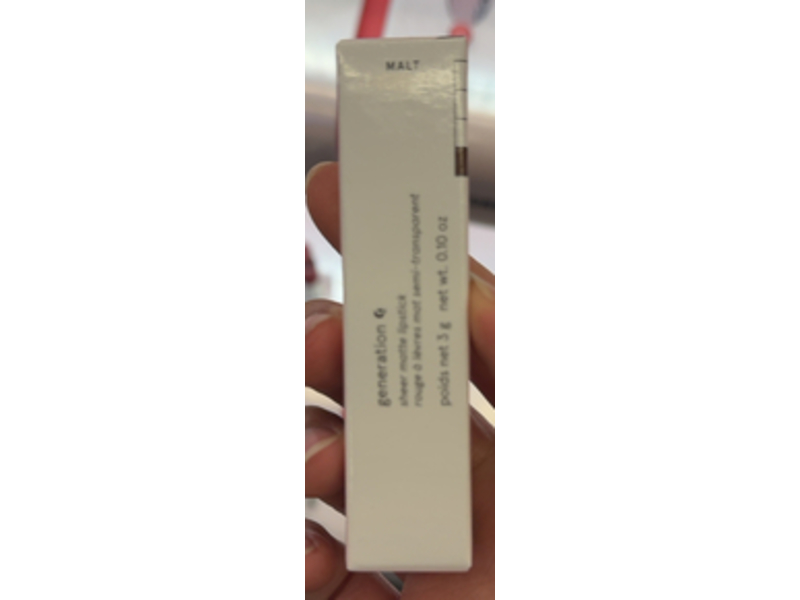 MALT
generation G
sheer matte lipstick
rouge à lèvres mat semi-transparent
poids net 3 g net wt. 0.10 oz